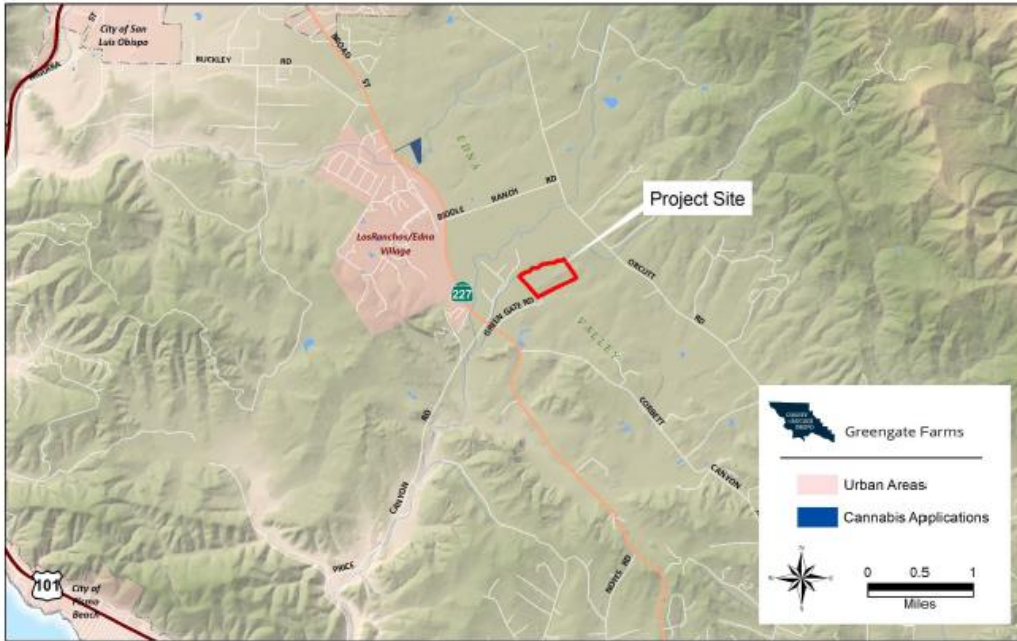 City of San
Luis Obispo
ST
BUCKLEY
RD
BROAD
ST
EDNA
BIDDLE
RANCH
RD
Project Site
LosRanchos/Edna
Village
227
GREEN GATE RD
ORCUTT
RD
VALLEY
CORBETT
CANYON
RD
CANYON
PRICE
NOYES RD
101
City of
Pismo
Beach
Greengate Farms
Urban Areas
Cannabis Applications
N
0 0.5 1
Miles